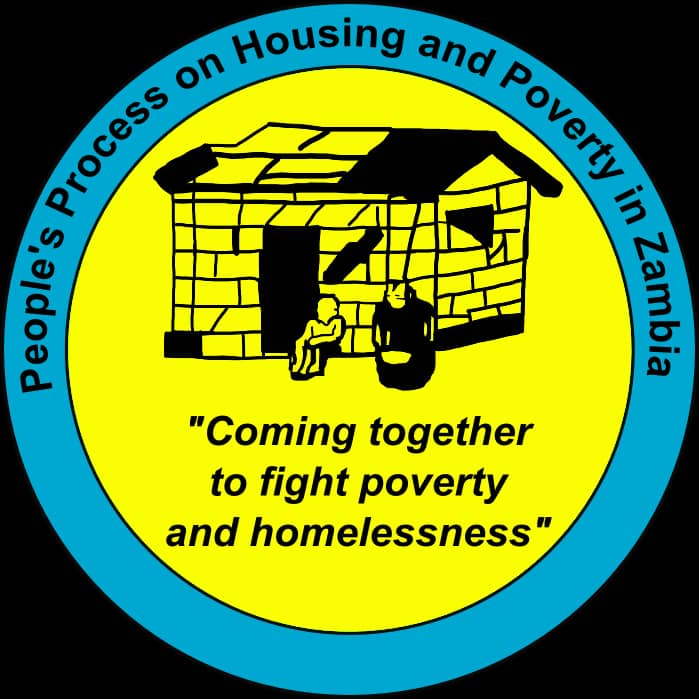 People's Process on Housing and Poverty in Zambia
"Coming together
to fight poverty
and homelessness"